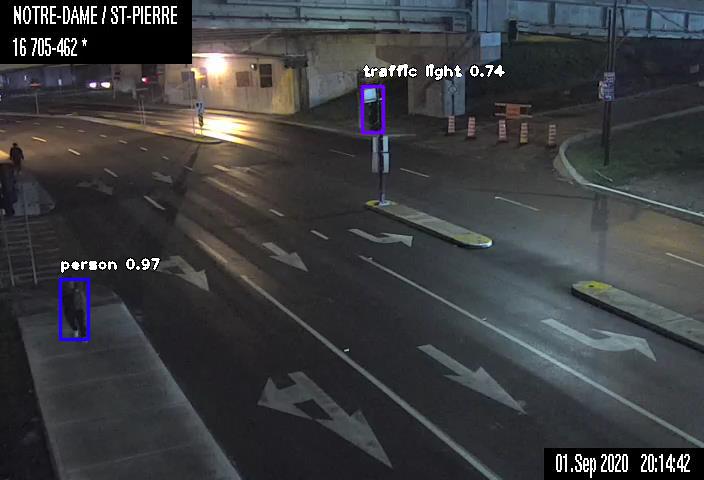 NOTRE-DAME / ST-PIERRE
16 705-462 *
traffic light 0.74
person 0.97
01.Sep 2020 20:14:42